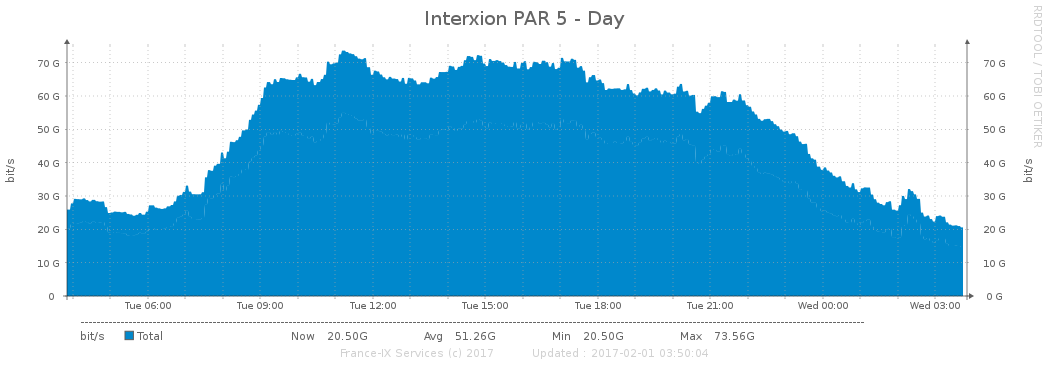 Interxion PAR 5 - Day
RRDTOOL / TOBI OETIKER
bit/s
70 G
60 G
50 G
40 G
30 G
20 G
10 G
0
70 G
60 G
50 G
40 G
30 G
20 G
10 G
0 G
bit/s
Tue 06:00 Tue 09:00 Tue 12:00 Tue 15:00 Tue 18:00 Tue 21:00 Wed 00:00 Wed 03:00
bit/s Total Now 20.50G Avg 51.26G Min 20.50G Max 73.56G
France-IX Services (c) 2017 Updated : 2017-02-01 03:50:04